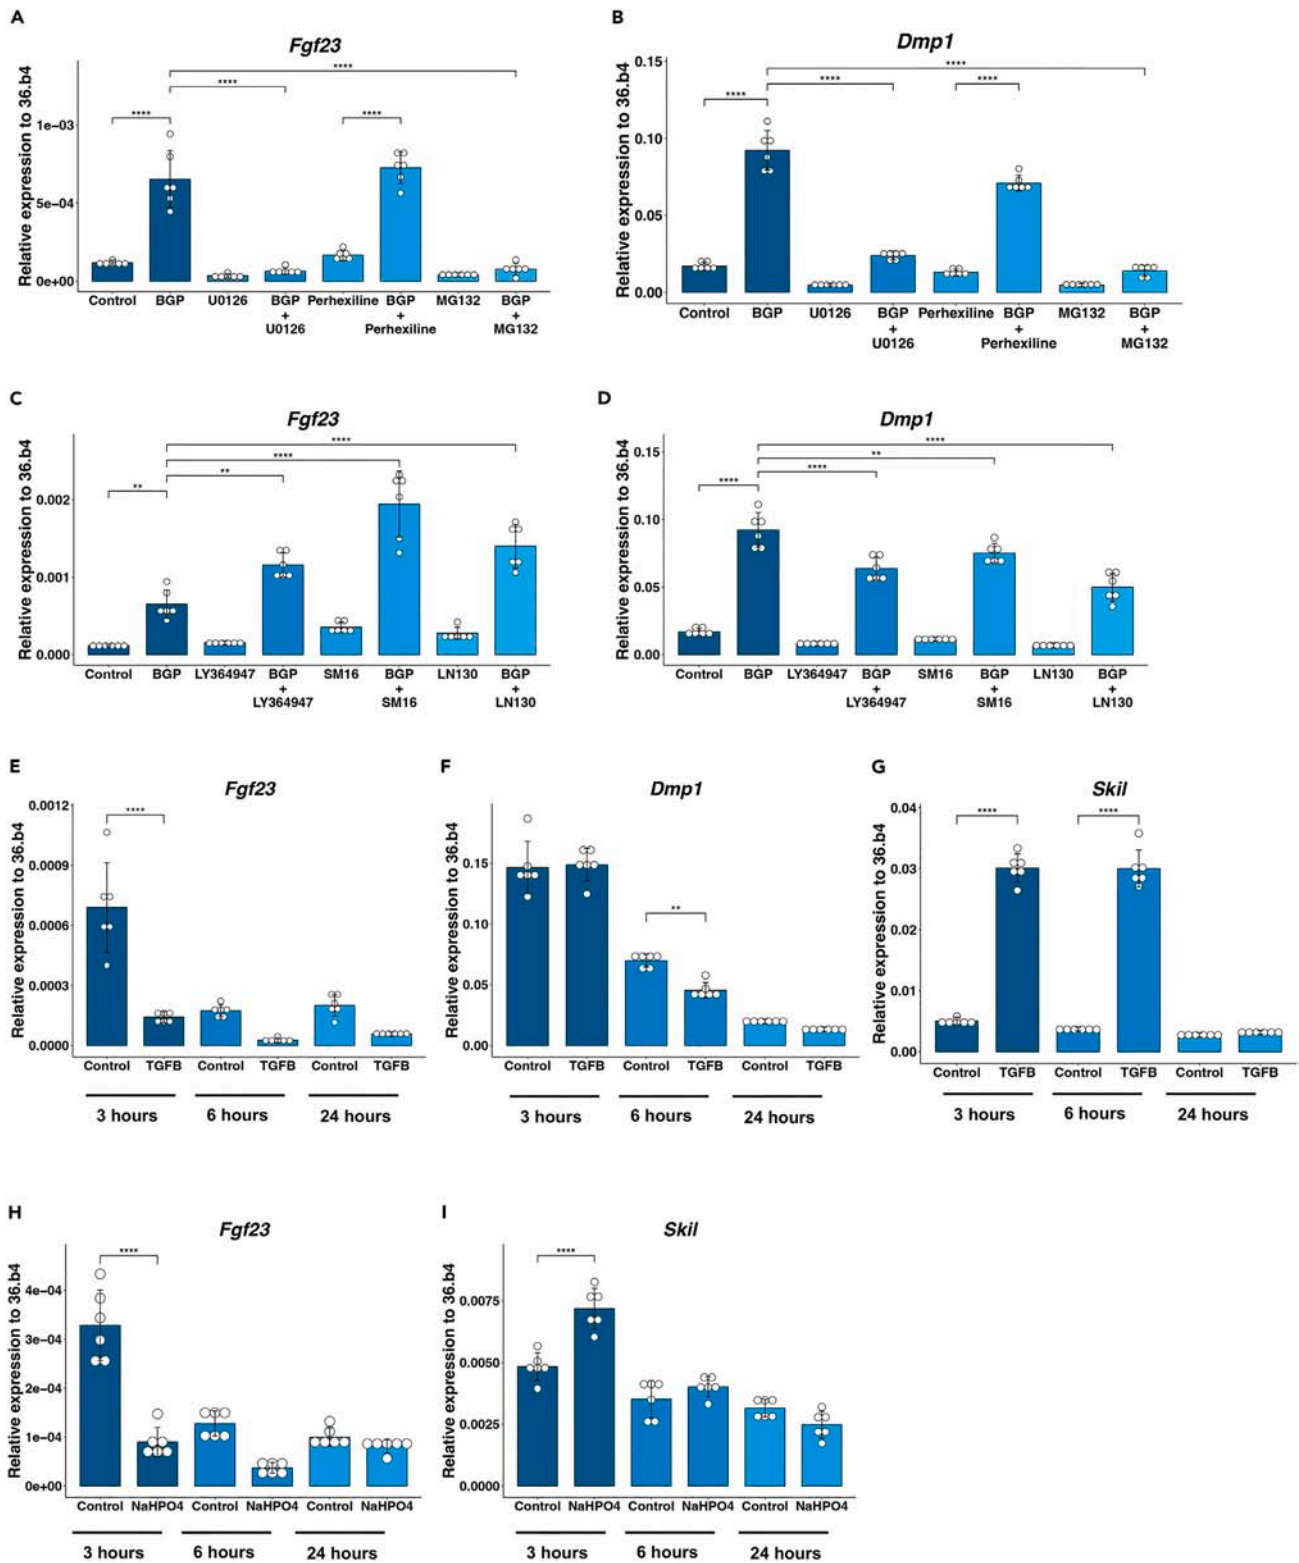 A
Fgf23
Relative expression to 36.b4
1e−03
5e−04
0e+00
****
****
****
****
Control BGP U0126 BGP + U0126 Perhexiline BGP + Perhexiline MG132 BGP + MG132
B
Dmp1
Relative expression to 36.b4
0.15
0.10
0.05
0.00
****
****
****
****
Control BGP U0126 BGP + U0126 Perhexiline BGP + Perhexiline MG132 BGP + MG132
C
Fgf23
Relative expression to 36.b4
0.002
0.001
0.000
****
****
**
**
Control BGP LY364947 BGP + LY364947 SM16 BGP + SM16 LN130 BGP + LN130
D
Dmp1
Relative expression to 36.b4
0.15
0.10
0.05
0.00
****
**
****
****
Control BGP LY364947 BGP + LY364947 SM16 BGP + SM16 LN130 BGP + LN130
E
Fgf23
Relative expression to 36.b4
0.0012
0.0009
0.0006
0.0003
0.0000
****
Control TGFB Control TGFB Control TGFB
3 hours 6 hours 24 hours
F
Dmp1
Relative expression to 36.b4
0.15
0.10
0.05
0.00
**
Control TGFB Control TGFB Control TGFB
3 hours 6 hours 24 hours
G
Skil
Relative expression to 36.b4
0.04
0.03
0.02
0.01
0.00
****
****
Control TGFB Control TGFB Control TGFB
3 hours 6 hours 24 hours
H
Fgf23
Relative expression to 36.b4
4e−04
3e−04
2e−04
1e−04
0e+00
****
Control NaHPO4 Control NaHPO4 Control NaHPO4
3 hours 6 hours 24 hours
I
Skil
Relative expression to 36.b4
0.0075
0.0050
0.0025
0.0000
****
Control NaHPO4 Control NaHPO4 Control NaHPO4
3 hours 6 hours 24 hours